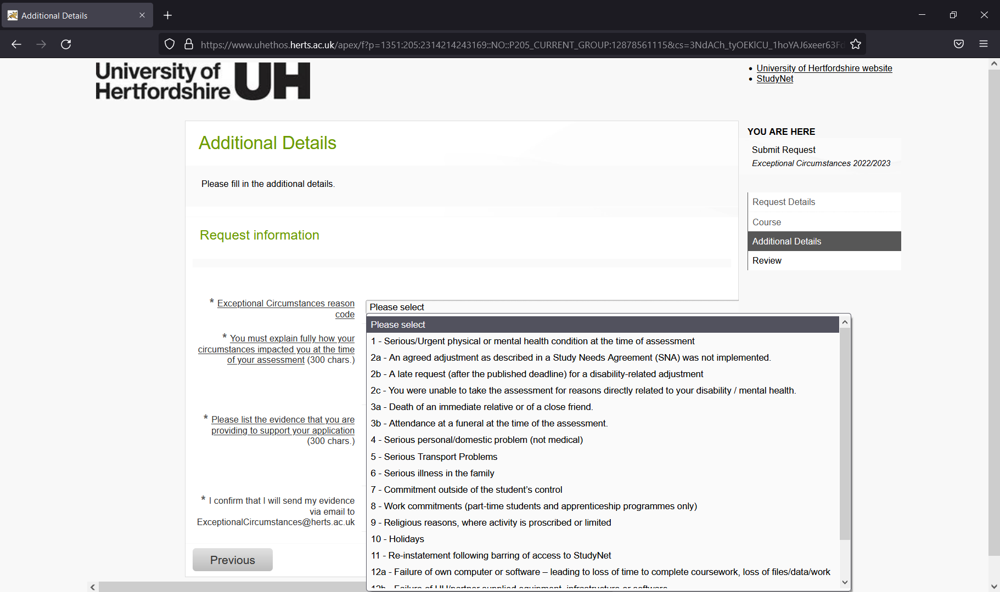 Additional Details
https://www.uhethos.herts.ac.uk/apex/f?p=1351:205:2314214243169::NO::P205_CURRENT_GROUP:12878561115&cs=3NdACh_tyOEKlCU_1hoYAJ6xeer63Fd
University of
Hertfordshire UH
University of Hertfordshire website
StudyNet
Additional Details
Please fill in the additional details.
Request information
YOU ARE HERE
Submit Request
Exceptional Circumstances 2022/2023
Request Details
Course
Additional Details
Review
* Exceptional Circumstances reason
code
* You must explain fully how your
circumstances impacted you at the time
of your assessment (300 chars.)
* Please list the evidence that you are
providing to support your application
(300 chars.)
* I confirm that I will send my evidence
via email to
ExceptionalCircumstances@herts.ac.uk
Previous
Please select
Please select
1 - Serious/Urgent physical or mental health condition at the time of assessment
2a - An agreed adjustment as described in a Study Needs Agreement (SNA) was not implemented.
2b - A late request (after the published deadline) for a disability-related adjustment
2c - You were unable to take the assessment for reasons directly related to your disability / mental health.
3a - Death of an immediate relative or of a close friend.
3b - Attendance at a funeral at the time of the assessment.
4 - Serious personal/domestic problem (not medical)
5 - Serious Transport Problems
6 - Serious illness in the family
7 - Commitment outside of the student’s control
8 - Work commitments (part-time students and apprenticeship programmes only)
9 - Religious reasons, where activity is proscribed or limited
10 - Holidays
11 - Re-instatement following barring of access to StudyNet
12a - Failure of own computer or software – leading to loss of time to complete coursework, loss of files/data/work
12b - Failure of UH/partner supplied equipment, infrastructure or software